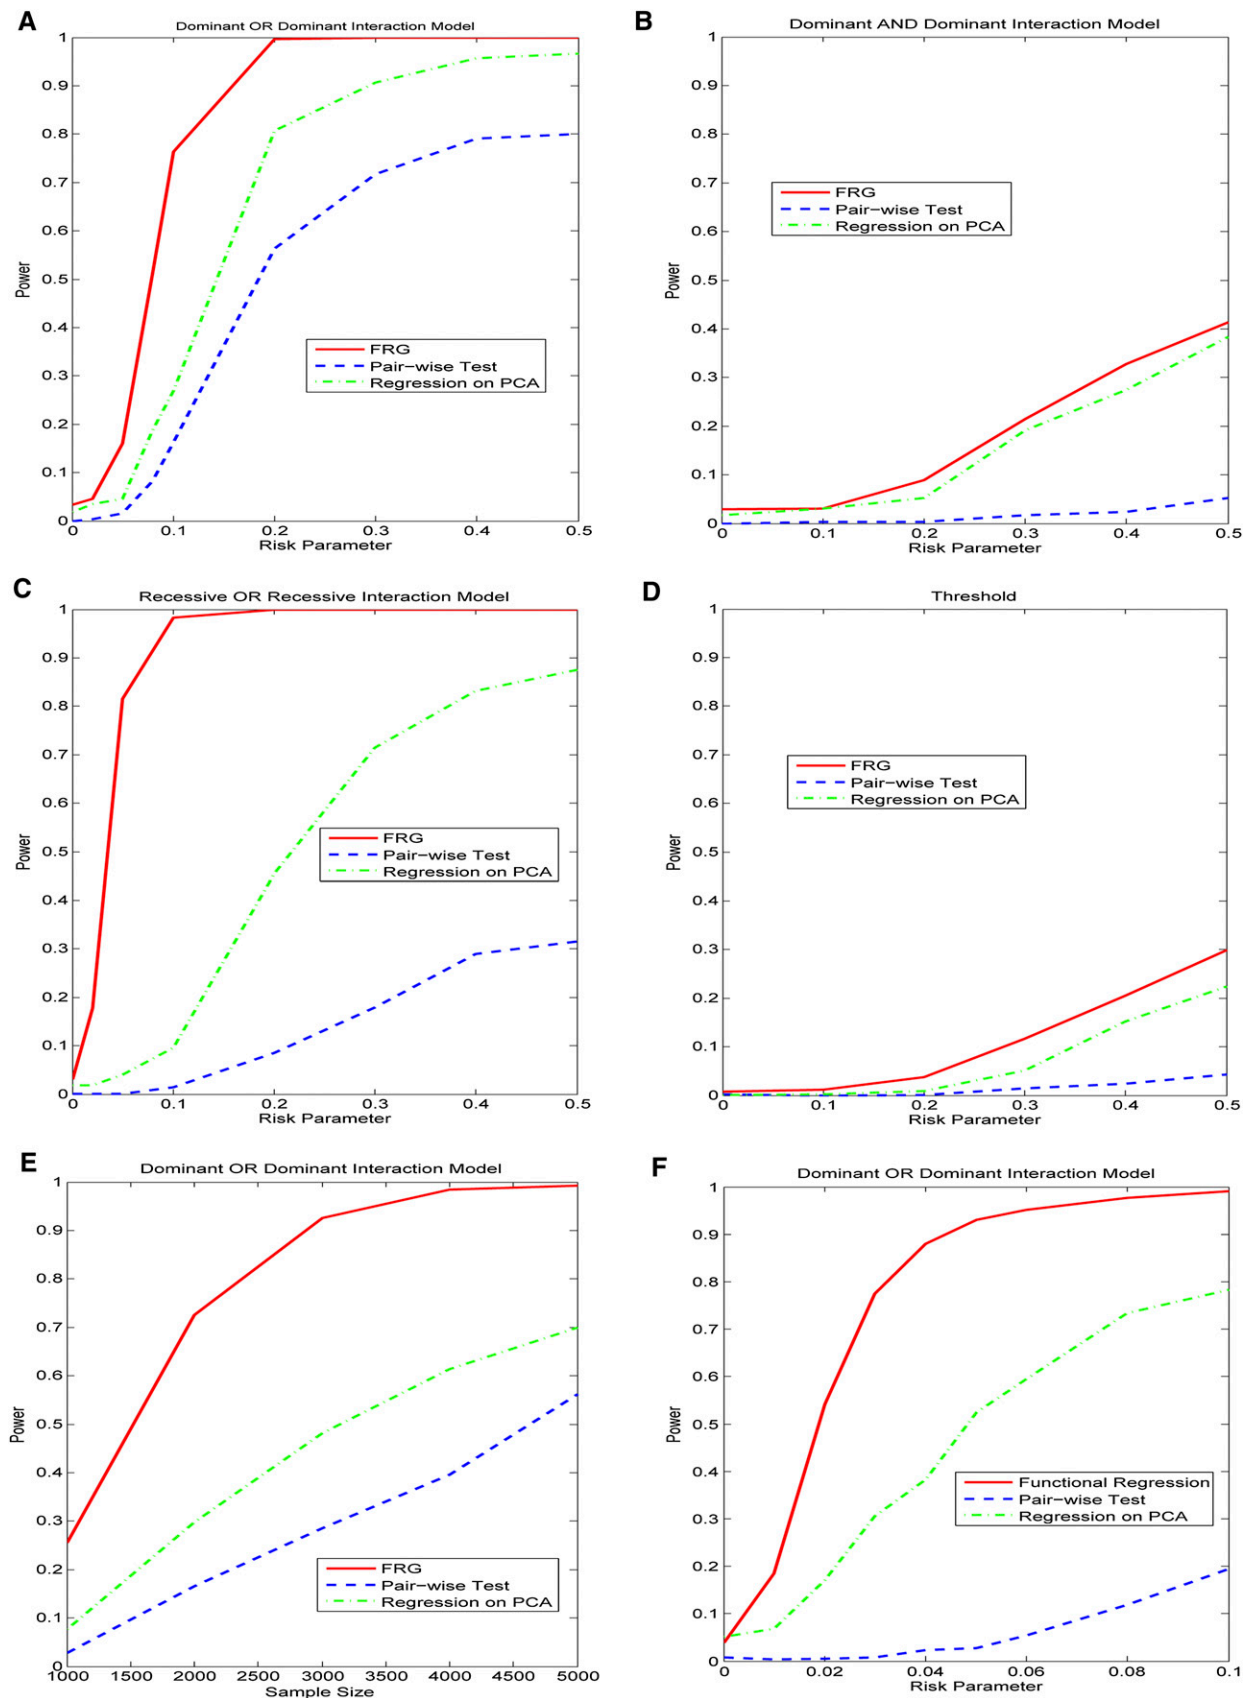 A
Dominant OR Dominant Interaction Model
1
0.9
0.8
0.7
0.6
0.5
0.4
0.3
0.2
0.1
0
Power
FRG
Pair-wise Test
Regression on PCA
0 0.1 0.2 0.3 0.4 0.5
Risk Parameter
B
Dominant AND Dominant Interaction Model
1
0.9
0.8
0.7
0.6
0.5
0.4
0.3
0.2
0.1
0
Power
FRG
Pair-wise Test
Regression on PCA
0 0.1 0.2 0.3 0.4 0.5
Risk Parameter
C
Recessive OR Recessive Interaction Model
1
0.9
0.8
0.7
0.6
0.5
0.4
0.3
0.2
0.1
0
Power
FRG
Pair-wise Test
Regression on PCA
0 0.1 0.2 0.3 0.4 0.5
Risk Parameter
D
Threshold
1
0.9
0.8
0.7
0.6
0.5
0.4
0.3
0.2
0.1
0
Power
FRG
Pair-wise Test
Regression on PCA
0 0.1 0.2 0.3 0.4 0.5
Risk Parameter
E
Dominant OR Dominant Interaction Model
1
0.9
0.8
0.7
0.6
0.5
0.4
0.3
0.2
0.1
0
Power
FRG
Pair-wise Test
Regression on PCA
1000 1500 2000 2500 3000 3500 4000 4500 5000
Sample Size
F
Dominant OR Dominant Interaction Model
1
0.9
0.8
0.7
0.6
0.5
0.4
0.3
0.2
0.1
0
Power
Functional Regression
Pair-wise Test
Regression on PCA
0 0.02 0.04 0.06 0.08 0.1
Risk Parameter